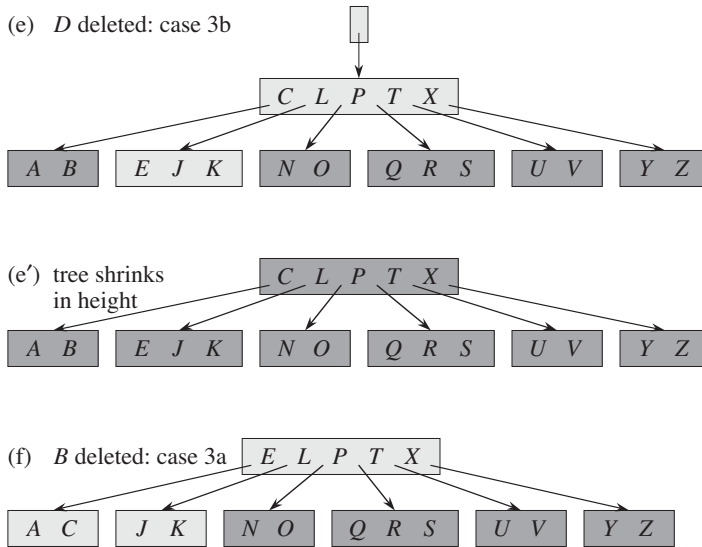 (e) D deleted: case 3b
C L P T X
A B E J K N O Q R S U V Y Z
(e′) tree shrinks
in height
C L P T X
A B E J K N O Q R S U V Y Z
(f) B deleted: case 3a
E L P T X
A C J K N O Q R S U V Y Z